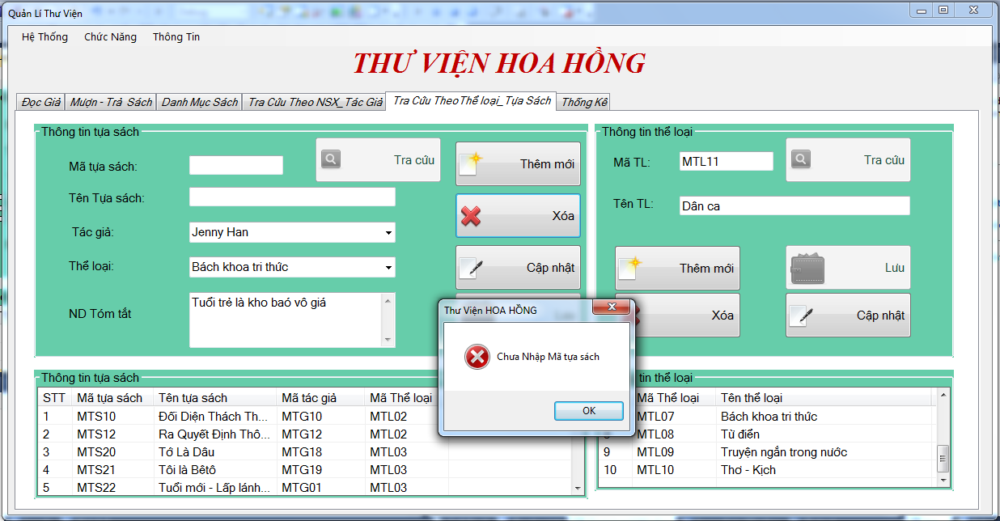 Quản Lí Thư Viện
Hệ Thống Chức Năng Thông Tin
THƯ VIỆN HOA HỒNG
Đọc Giả Mượn - Trả Sách Danh Mục Sách Tra Cứu Theo NSX_Tác Giả Tra Cứu TheoThể loại_Tựa Sách Thống Kê
Thông tin tựa sách
Mã tựa sách:
Tra cứu
Thêm mới
Tên Tựa sách:
Xóa
Tác giả: Jenny Han
Thể loại: Bách khoa tri thức
Cập nhật
ND Tóm tắt
Tuổi trẻ là kho baó vô giá
Thông tin thể loại
Mã TL: MTL11
Tra cứu
Tên TL: Dân ca
Thêm mới
Lưu
Xóa
Cập nhật
Thư Viện HOA HỒNG
Chưa Nhập Mã tựa sách
OK
Thông tin tựa sách
STT Mã tựa sách Tên tựa sách Mã tác giả Mã Thể loại
1 MTS10 Đối Diện Thách Th... MTG10 MTL02
2 MTS12 Ra Quyết Định Thô... MTG12 MTL02
3 MTS20 Tớ Là Dâu MTG18 MTL03
4 MTS21 Tôi là Bêtô MTG19 MTL03
5 MTS22 Tuổi mới - Lấp lánh... MTG01 MTL03
tin thể loại
Mã Thể loại Tên thể loại
MTL07 Bách khoa tri thức
MTL08 Từ điển
9 MTL09 Truyện ngắn trong nước
10 MTL10 Thơ - Kịch